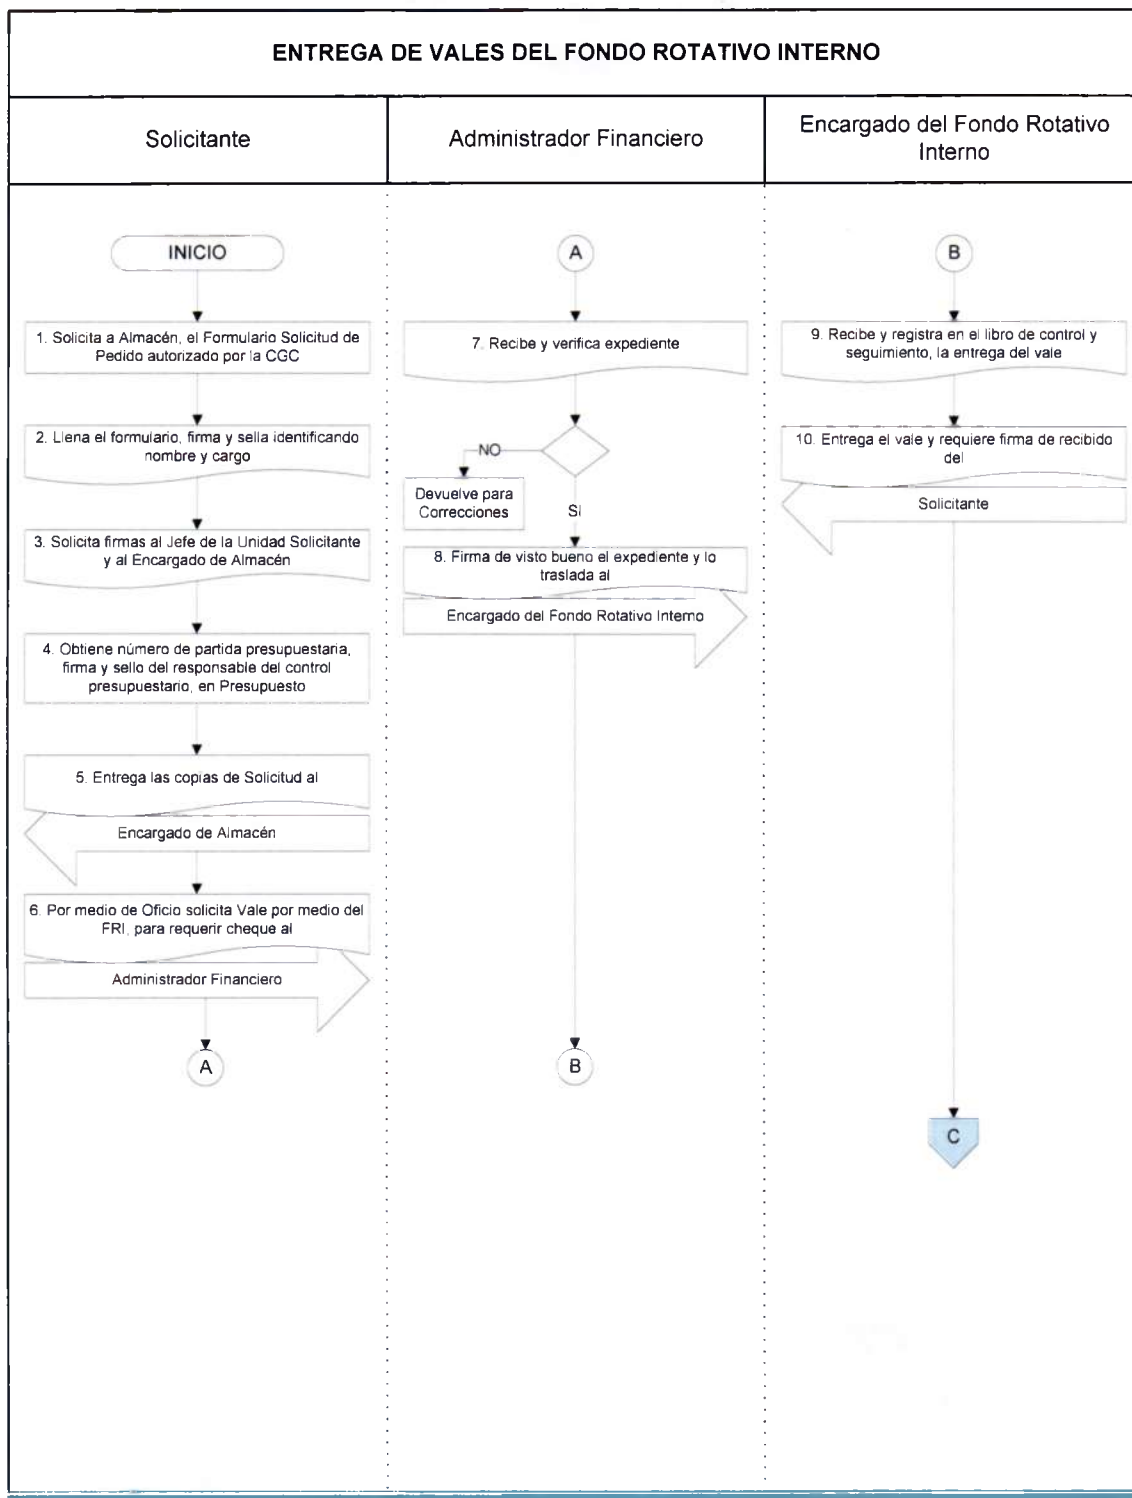 ENTREGA DE VALES DEL FONDO ROTATIVO INTERNO
Solicitante
Administrador Financiero
Encargado del Fondo Rotativo
Interno
INICIO
1. Solicita a Almacén, el Formulario Solicitud de
Pedido autorizado por la CGC
2. Llena el formulario, firma y sella identificando
nombre y cargo
3. Solicita firmas al Jefe de la Unidad Solicitante
y al Encargado de Almacén
4. Obtiene número de partida presupuestaria,
firma y sello del responsable del control
presupuestario, en Presupuesto
5. Entrega las copias de Solicitud al
Encargado de Almacén
6. Por medio de Oficio solicita Vale por medio del
FRI, para requerir cheque al
Administrador Financiero
A
A
7. Recibe y verifica expediente
NO
Devuelve para
Correcciones
SI
8. Firma de visto bueno el expediente y lo
traslada al
Encargado del Fondo Rotativo Interno
B
B
9. Recibe y registra en el libro de control y
seguimiento, la entrega del vale
10. Entrega el vale y requiere firma de recibido
del
Solicitante
C